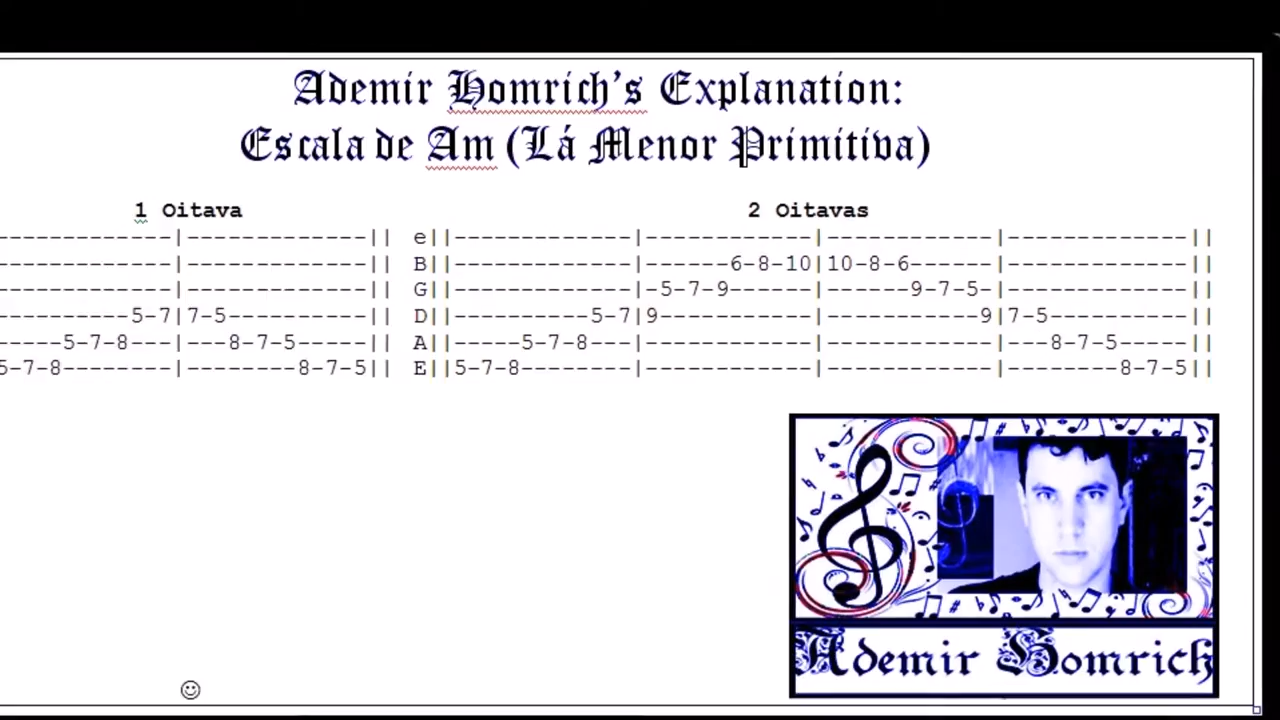 Ademir Homrich's Explanation:
Escala de Am (Lá Menor Primitiva)
1 Oitava
2 Oitavas
-------------|-------------|| e||-------------|------------|------------|-------------||
-------------|-------------|| B||-------------|------6-8-10|10-8-6------|-------------||
-------------|-------------|| G||-------------|-5-7-9------|------9-7-5-|-------------||
----------5-7|7-5----------|| D||----------5-7|9-----------|-----------9|7-5----------||
-----5-7-8---|---8-7-5-----|| A||-----5-7-8---|------------|------------|---8-7-5-----||
5-7-8--------|--------8-7-5|| E||5-7-8--------|------------|------------|--------8-7-5||
Ademir Homrich